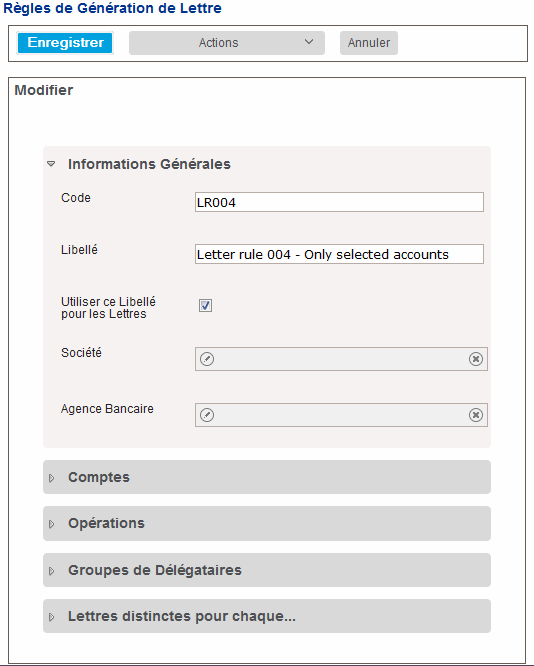 Règles de Génération de Lettre
Enregistrer Actions Annuler
Modifier
Informations Générales
Code LR004
Libellé Letter rule 004 - Only selected accounts
Utiliser ce Libellé
pour les Lettres
Société
Agence Bancaire
Comptes
Opérations
Groupes de Délégataires
Lettres distinctes pour chaque...